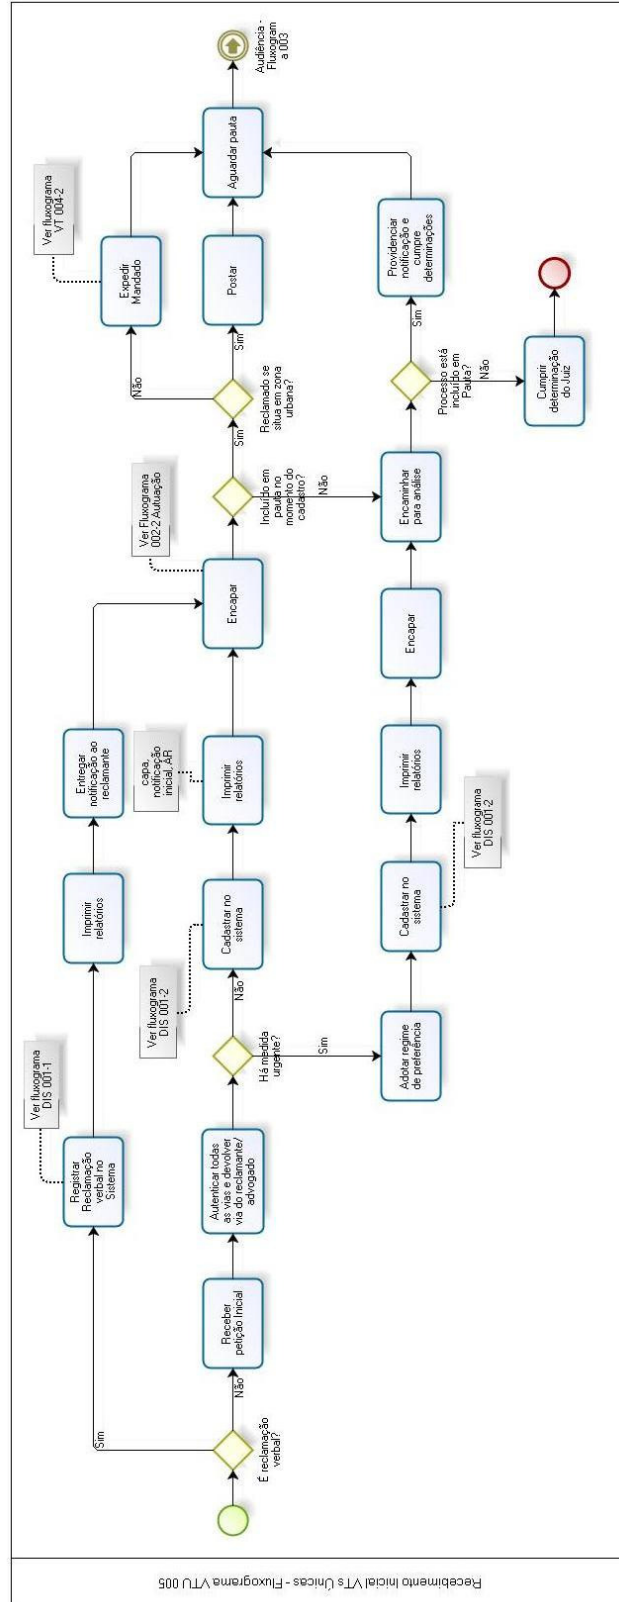 Recebimento Inicial VTs Únicas - Fluxograma VTU 005
É reclamação
verbal?
Sim
Não
Registrar
Reclamação
verbal no
Sistema
Ver fluxograma
DIS 001-1
Imprimir
relatórios
Entregar
notificação ao
reclamante
Receber
petição Inicial
Autenticar todas
as vias e devolver
via do reclamante/
advogado
Há medida
urgente?
Não
Sim
Cadastrar no
sistema
Ver fluxograma
DIS 001-2
Imprimir
relatórios
capa,
notificação
inicial, AR
Encapar
Ver Fluxograma
002-2 Autuação
Incluído em
pauta no
momento do
cadastro?
Sim
Não
Reclamado se
situa em zona
urbana?
Não
Sim
Expedir
Mandado
Ver fluxograma
VT 004-2
Postar
Aguardar pauta
Audiência -
Fluxogram
a 003
Adotar regime
de preferência
Cadastrar no
sistema
Ver fluxograma
DIS 001-2
Imprimir
relatórios
Encapar
Encaminhar
para análise
Processo está
incluído em
Pauta?
Sim
Não
Providenciar
notificação e
cumpre
determinações
Cumprir
determinação
do Juiz